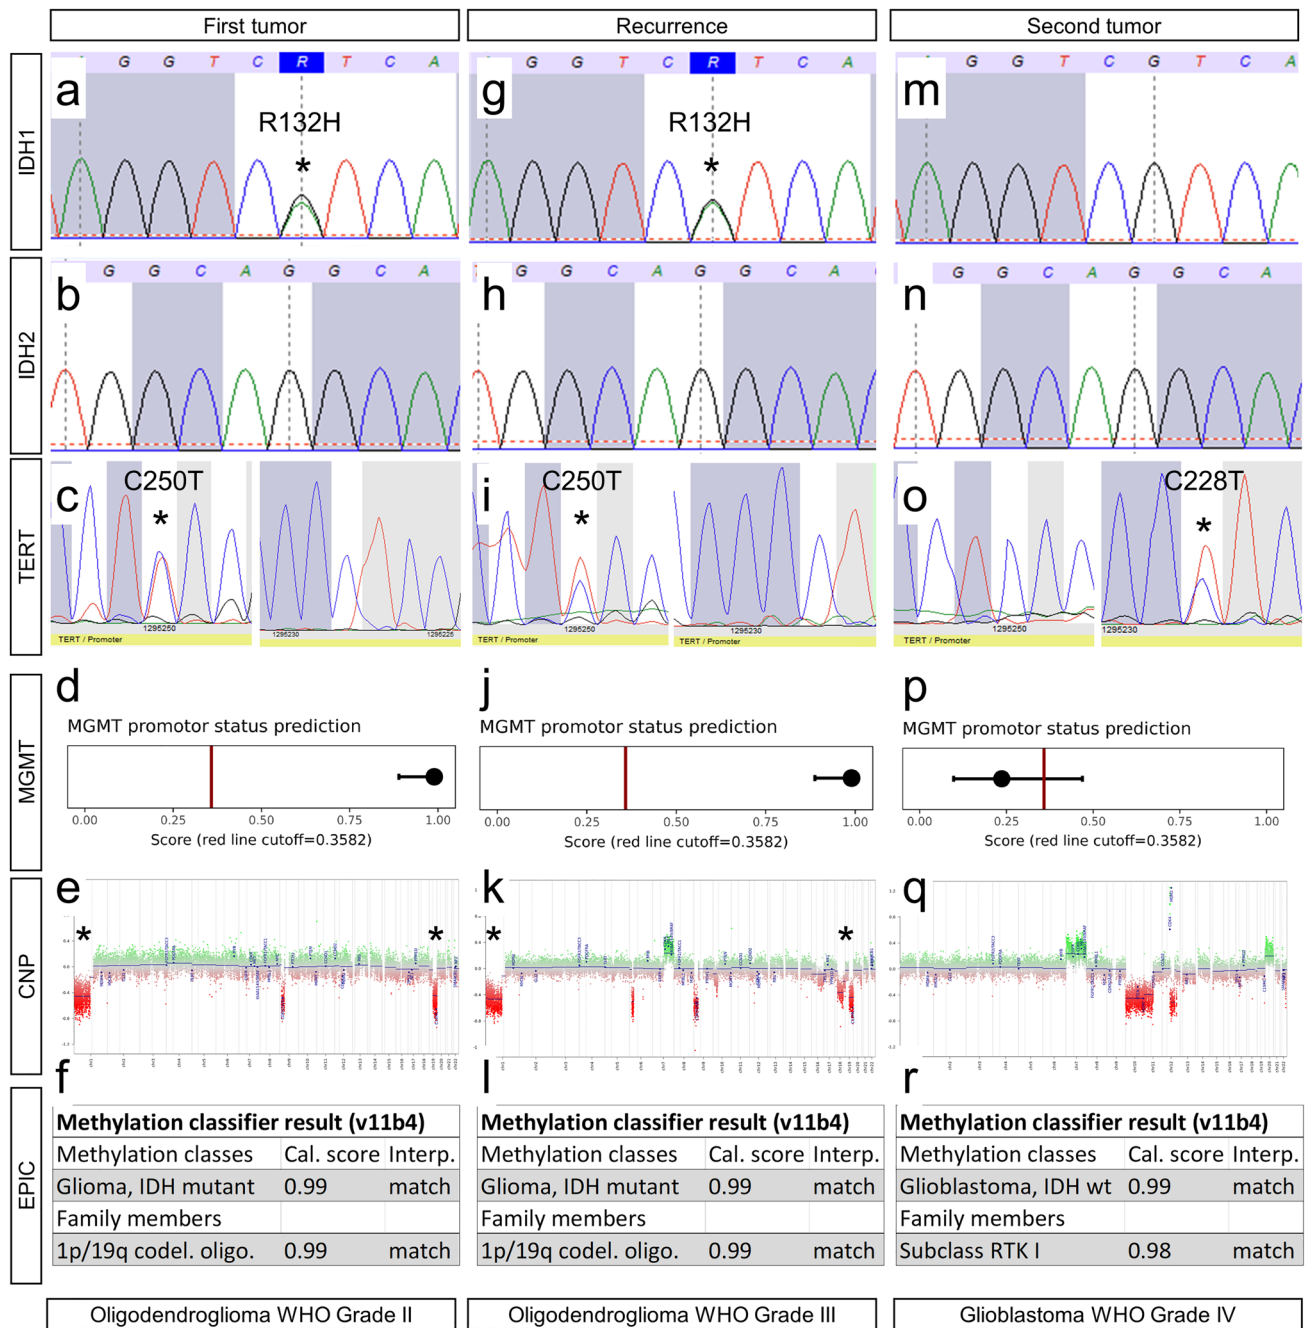 First tumor
Recurrence
Second tumor
IDH1
a
G G T C R T C A
R132H
*
g
G G T C R T C A
R132H
*
m
G G T C G T C A
IDH2
b
G G C A G G C A
h
G G C A G G C A
n
G G C A G G C A
TERT
c
C250T
*
1295250
1295230
1295225
TERT / Promoter
i
C250T
*
1295250
1295230
TERT / Promoter
TERT / Promoter
o
C228T
*
1295250
1295230
TERT / Promoter
MGMT
d
MGMT promotor status prediction
0.00 0.25 0.50 0.75 1.00
Score (red line cutoff=0.3582)
j
MGMT promotor status prediction
0.00 0.25 0.50 0.75 1.00
Score (red line cutoff=0.3582)
p
MGMT promotor status prediction
0.00 0.25 0.50 0.75 1.00
Score (red line cutoff=0.3582)
CNP
e
* *
k
* *
q
EPIC
f
Methylation classifier result (v11b4)
Methylation classes Cal. score Interp.
Glioma, IDH mutant 0.99 match
Family members
1p/19q codel. oligo. 0.99 match
l
Methylation classifier result (v11b4)
Methylation classes Cal. score Interp.
Glioma, IDH mutant 0.99 match
Family members
1p/19q codel. oligo. 0.99 match
r
Methylation classifier result (v11b4)
Methylation classes Cal. score Interp.
Glioblastoma, IDH wt 0.99 match
Family members
Subclass RTK I 0.98 match
Oligodendroglioma WHO Grade II
Oligodendroglioma WHO Grade III
Glioblastoma WHO Grade IV